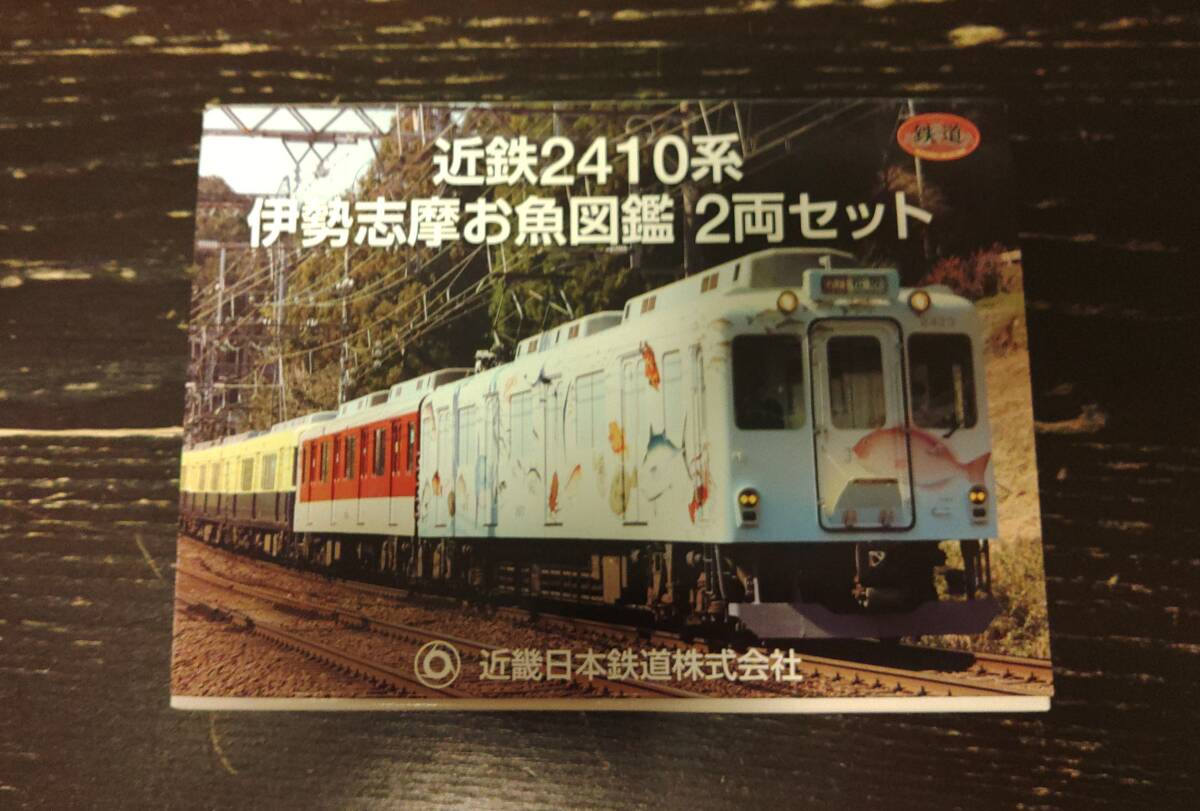 鉄道
近鉄2410系
伊勢志摩お魚図鑑 2両セット
近畿日本鉄道株式会社